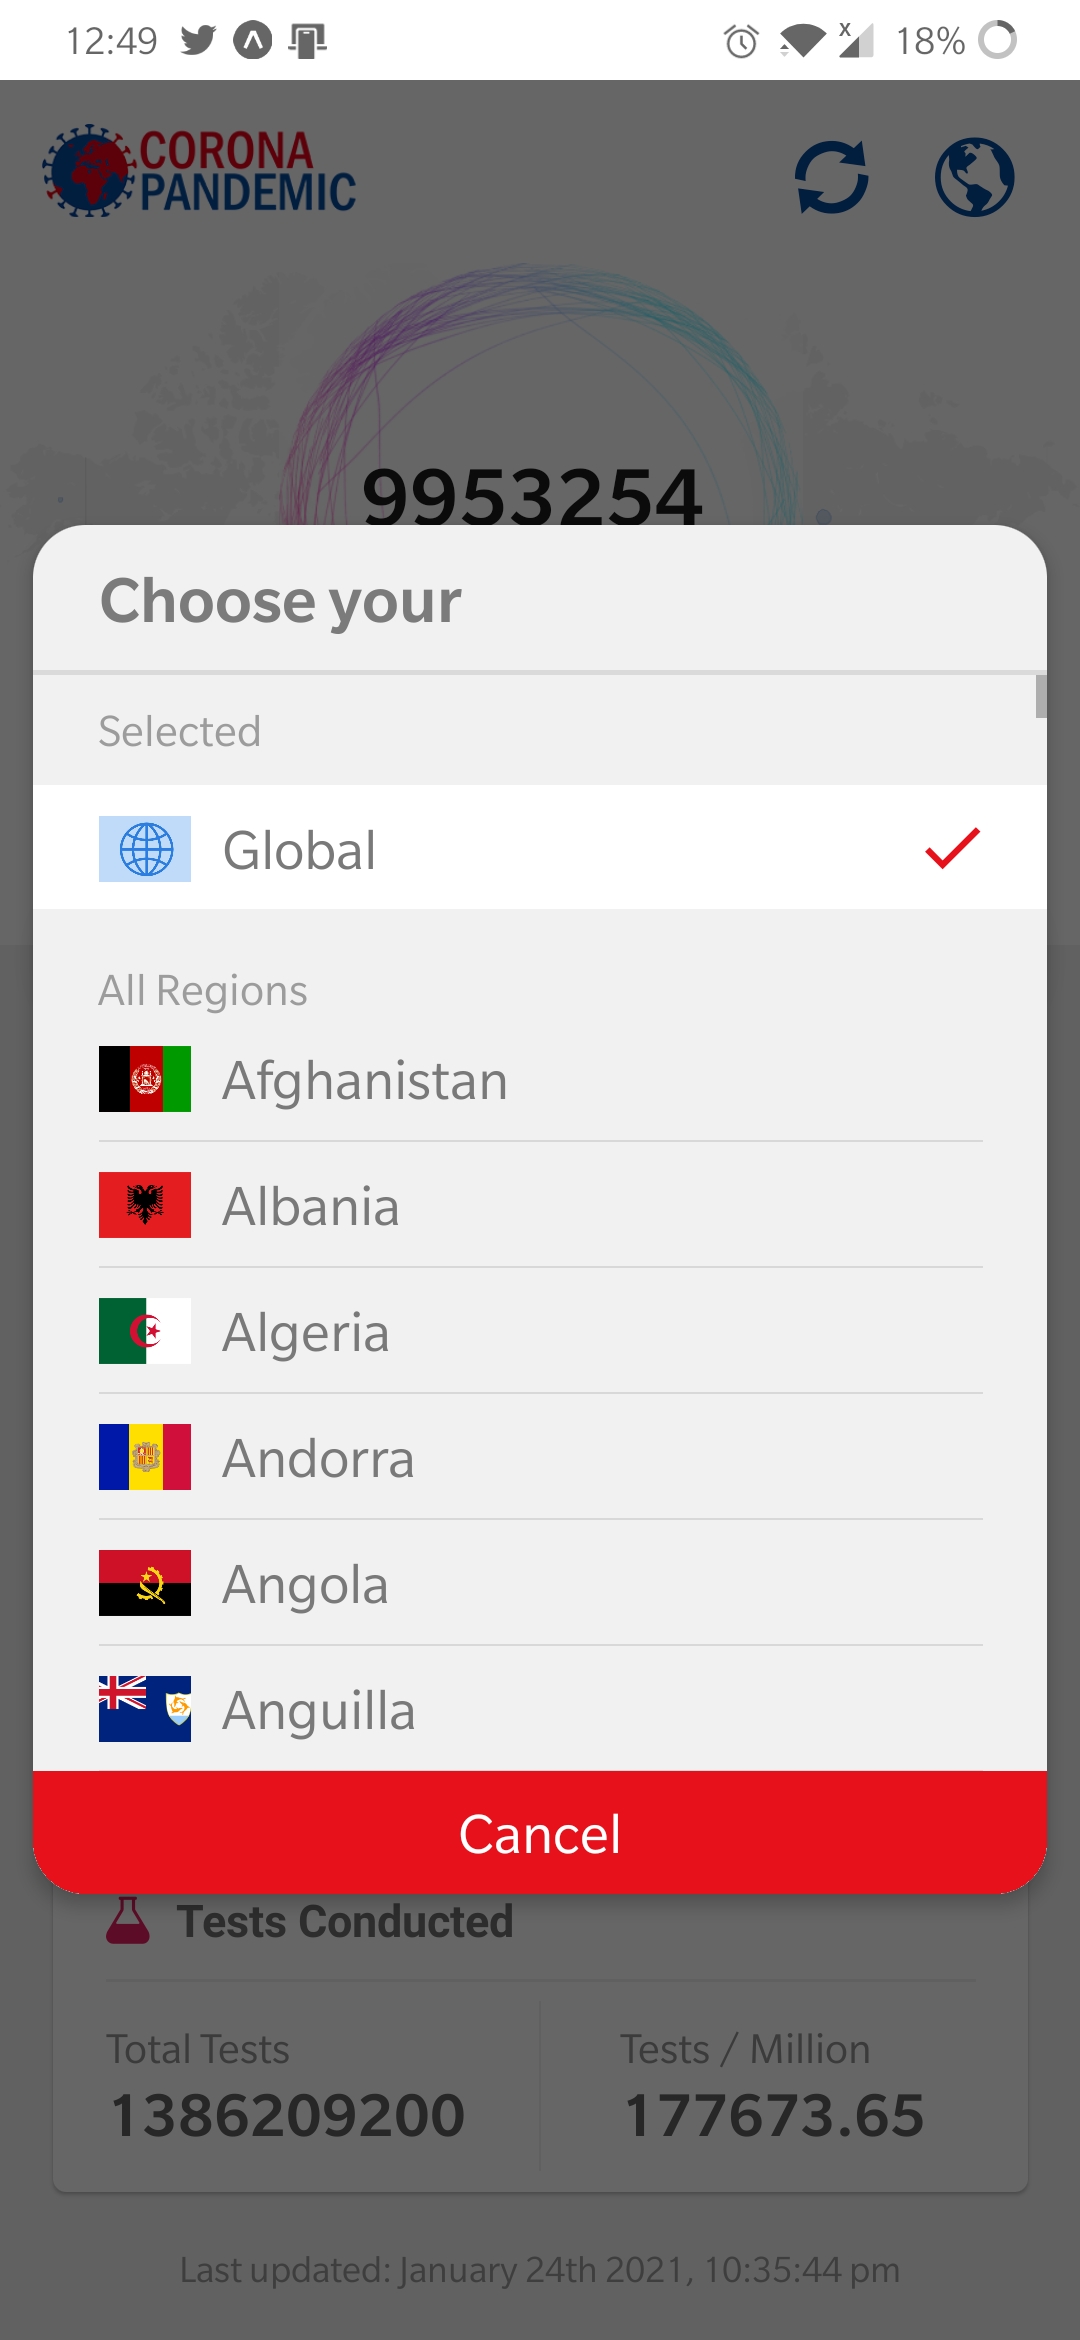 12:49
18%
CORONA
PANDEMIC
9953254
Choose your
Selected
Global
All Regions
Afghanistan
Albania
Algeria
Andorra
Angola
Anguilla
Cancel
Tests Conducted
Total Tests
Tests / Million
1386209200
177673.65
Last updated: January 24th 2021, 10:35:44 pm